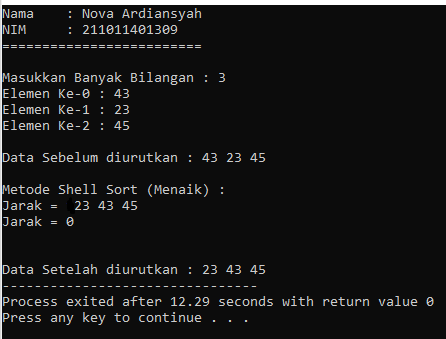 Nama    : Nova Ardiansyah
NIM     : 211011401309
=========================
Masukkan Banyak Bilangan : 3
Elemen Ke-0 : 43
Elemen Ke-1 : 23
Elemen Ke-2 : 45
Data Sebelum diurutkan : 43 23 45
Metode Shell Sort (Menaik) :
Jarak =  23 43 45
Jarak = 0
Data Setelah diurutkan : 23 43 45
--------------------------------
Process exited after 12.29 seconds with return value 0
Press any key to continue . . .